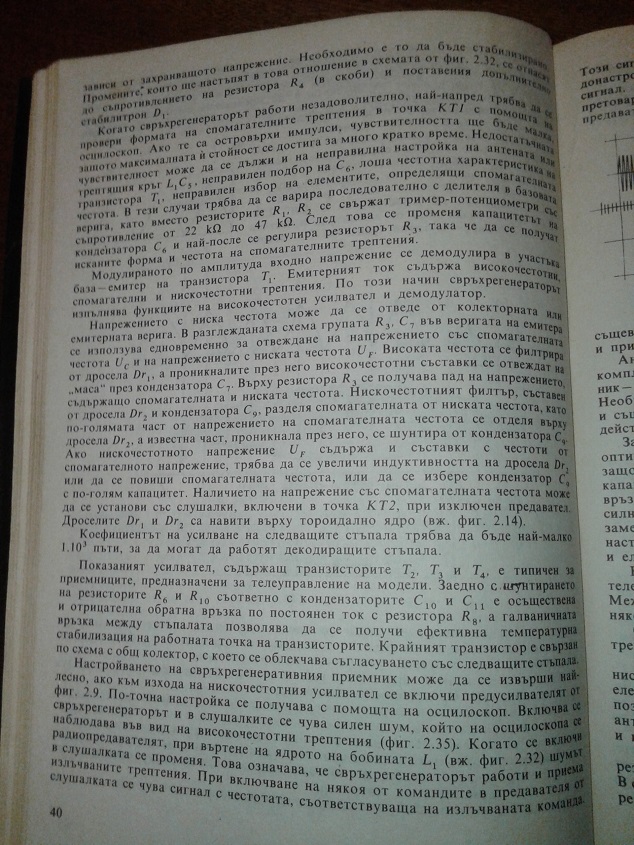 зависи от захранващото напрежение. Необходимо е то да бъде стабилизирано.
Промените, които ще настъпят в това отношение в схемата от фиг. 2.32, се отнасят
до съпротивлението на резистора R₄ (в скоби) и поставения допълнително
стабилитрон D₁.
Когато свръхрегенераторът работи незадоволително, най-напред трябва да се
провери формата на спомагателните трептения в точка КТ1 с помощта на
осцилоскоп. Ако те са островърхи импулси, чувствителността ще бъде малка,
защото максималната ѝ стойност се достига за много кратко време. Недостатъчната
чувствителност може да се дължи и на неправилна настройка на антената или
трептящия кръг L₁C₅, неправилен подбор на C₆, лоша честотна характеристика на
транзистора T₁, неправилен избор на елементите, определящи спомагателната
честота. В тези случаи трябва да се варира последователно с делителя в базовата
верига, като вместо резисторите R₁, R₂ се свържат тример-потенциометри със
съпротивление от 22 kΩ до 47 kΩ. След това се променя капацитетът на
кондензатора C₆ и най-после се регулира резисторът R₃, така че да се получат
исканите форма и честота на спомагателните трептения.
Модулираното по амплитуда входно напрежение се демодулира в участъка
база—емитер на транзистора T₁. Емитерният ток съдържа високочестотни,
спомагателни и нискочестотни трептения. По този начин свръхрегенераторът
изпълнява функциите на високочестотен усилвател и демодулатор.
Напрежението с ниска честота може да се отведе от колекторната или
емитерната верига. В разглежданата схема групата R₃, C₇ във веригата на емитера
се използува едновременно за отвеждане на напрежението със спомагателната
честота U꜀ и на напрежението с ниската честота U_F. Високата честота се филтрира
от дросела Dr₁, а проникналите през него високочестотни съставки се отвеждат на
„маса" през кондензатора C₇. Върху резистора R₃ се получава пад на напрежението,
съдържащо спомагателната и ниската честота. Нискочестотният филтър, съставен
от дросела Dr₂ и кондензатора C₉, разделя спомагателната от ниската честота, като
по-голямата част от напрежението на спомагателната честота се отделя върху
дросела Dr₂, а известна част, проникнала през него, се шунтира от кондензатора C₉.
Ако нискочестотното напрежение U_F съдържа и съставки с честоти от
спомагателното напрежение, трябва да се увеличи индуктивността на дросела Dr₂
или да се повиши спомагателната честота, или да се избере кондензатор C₉
с по-голям капацитет. Наличието на напрежение със спомагателната честота може
да се установи със слушалки, включени в точка КТ2, при изключен предавател.
Дроселите Dr₁ и Dr₂ са навити върху тороидално ядро (вж. фиг. 2.14).
Коефициентът на усилване на следващите стъпала трябва да бъде най-малко
1.10³ пъти, за да могат да работят декодиращите стъпала.
Показаният усилвател, съдържащ транзисторите T₂, T₃ и T₄, е типичен за
приемниците, предназначени за телеуправление на модели. Заедно с шунтирането
на резисторите R₆ и R₁₀ съответно с кондензаторите C₁₀ и C₁₁ е осъществена
и отрицателна обратна връзка по постоянен ток с резистора R₈, а галваничната
връзка между стъпалата позволява да се получи ефективна температурна
стабилизация на работната точка на транзисторите. Крайният транзистор е свързан
по схема с общ колектор, с което се облекчава съгласуването със следващите стъпала.
Настройването на свръхрегенеративния приемник може да се извърши най-
лесно, ако към изхода на нискочестотния усилвател се включи предусилвателят от
фиг. 2.9. По-точна настройка се получава с помощта на осцилоскоп. Включва се
свръхрегенераторът и в слушалките се чува силен шум, който на осцилоскопа се
наблюдава във вид на високочестотни трептения (фиг. 2.35). Когато се включи
радиопредавателят, при въртене на ядрото на бобината L₁ (вж. фиг. 2.32) шумът
в слушалката се променя. Това означава, че свръхрегенераторът работи и приема
излъчваните трептения. При включване на някоя от командите в предавателя от
слушалката се чува сигнал с честотата, съответствуваща на излъчваната команда.
40